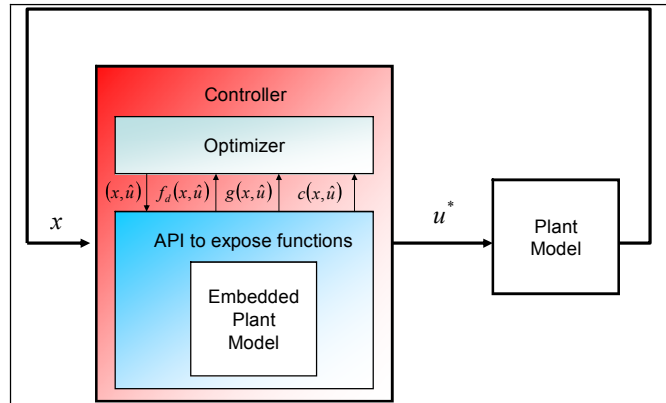 Controller
Optimizer
(x,û) f_d(x,û) g(x,û) c(x,û)
x
API to expose functions
u*
Plant
Model
Embedded
Plant
Model